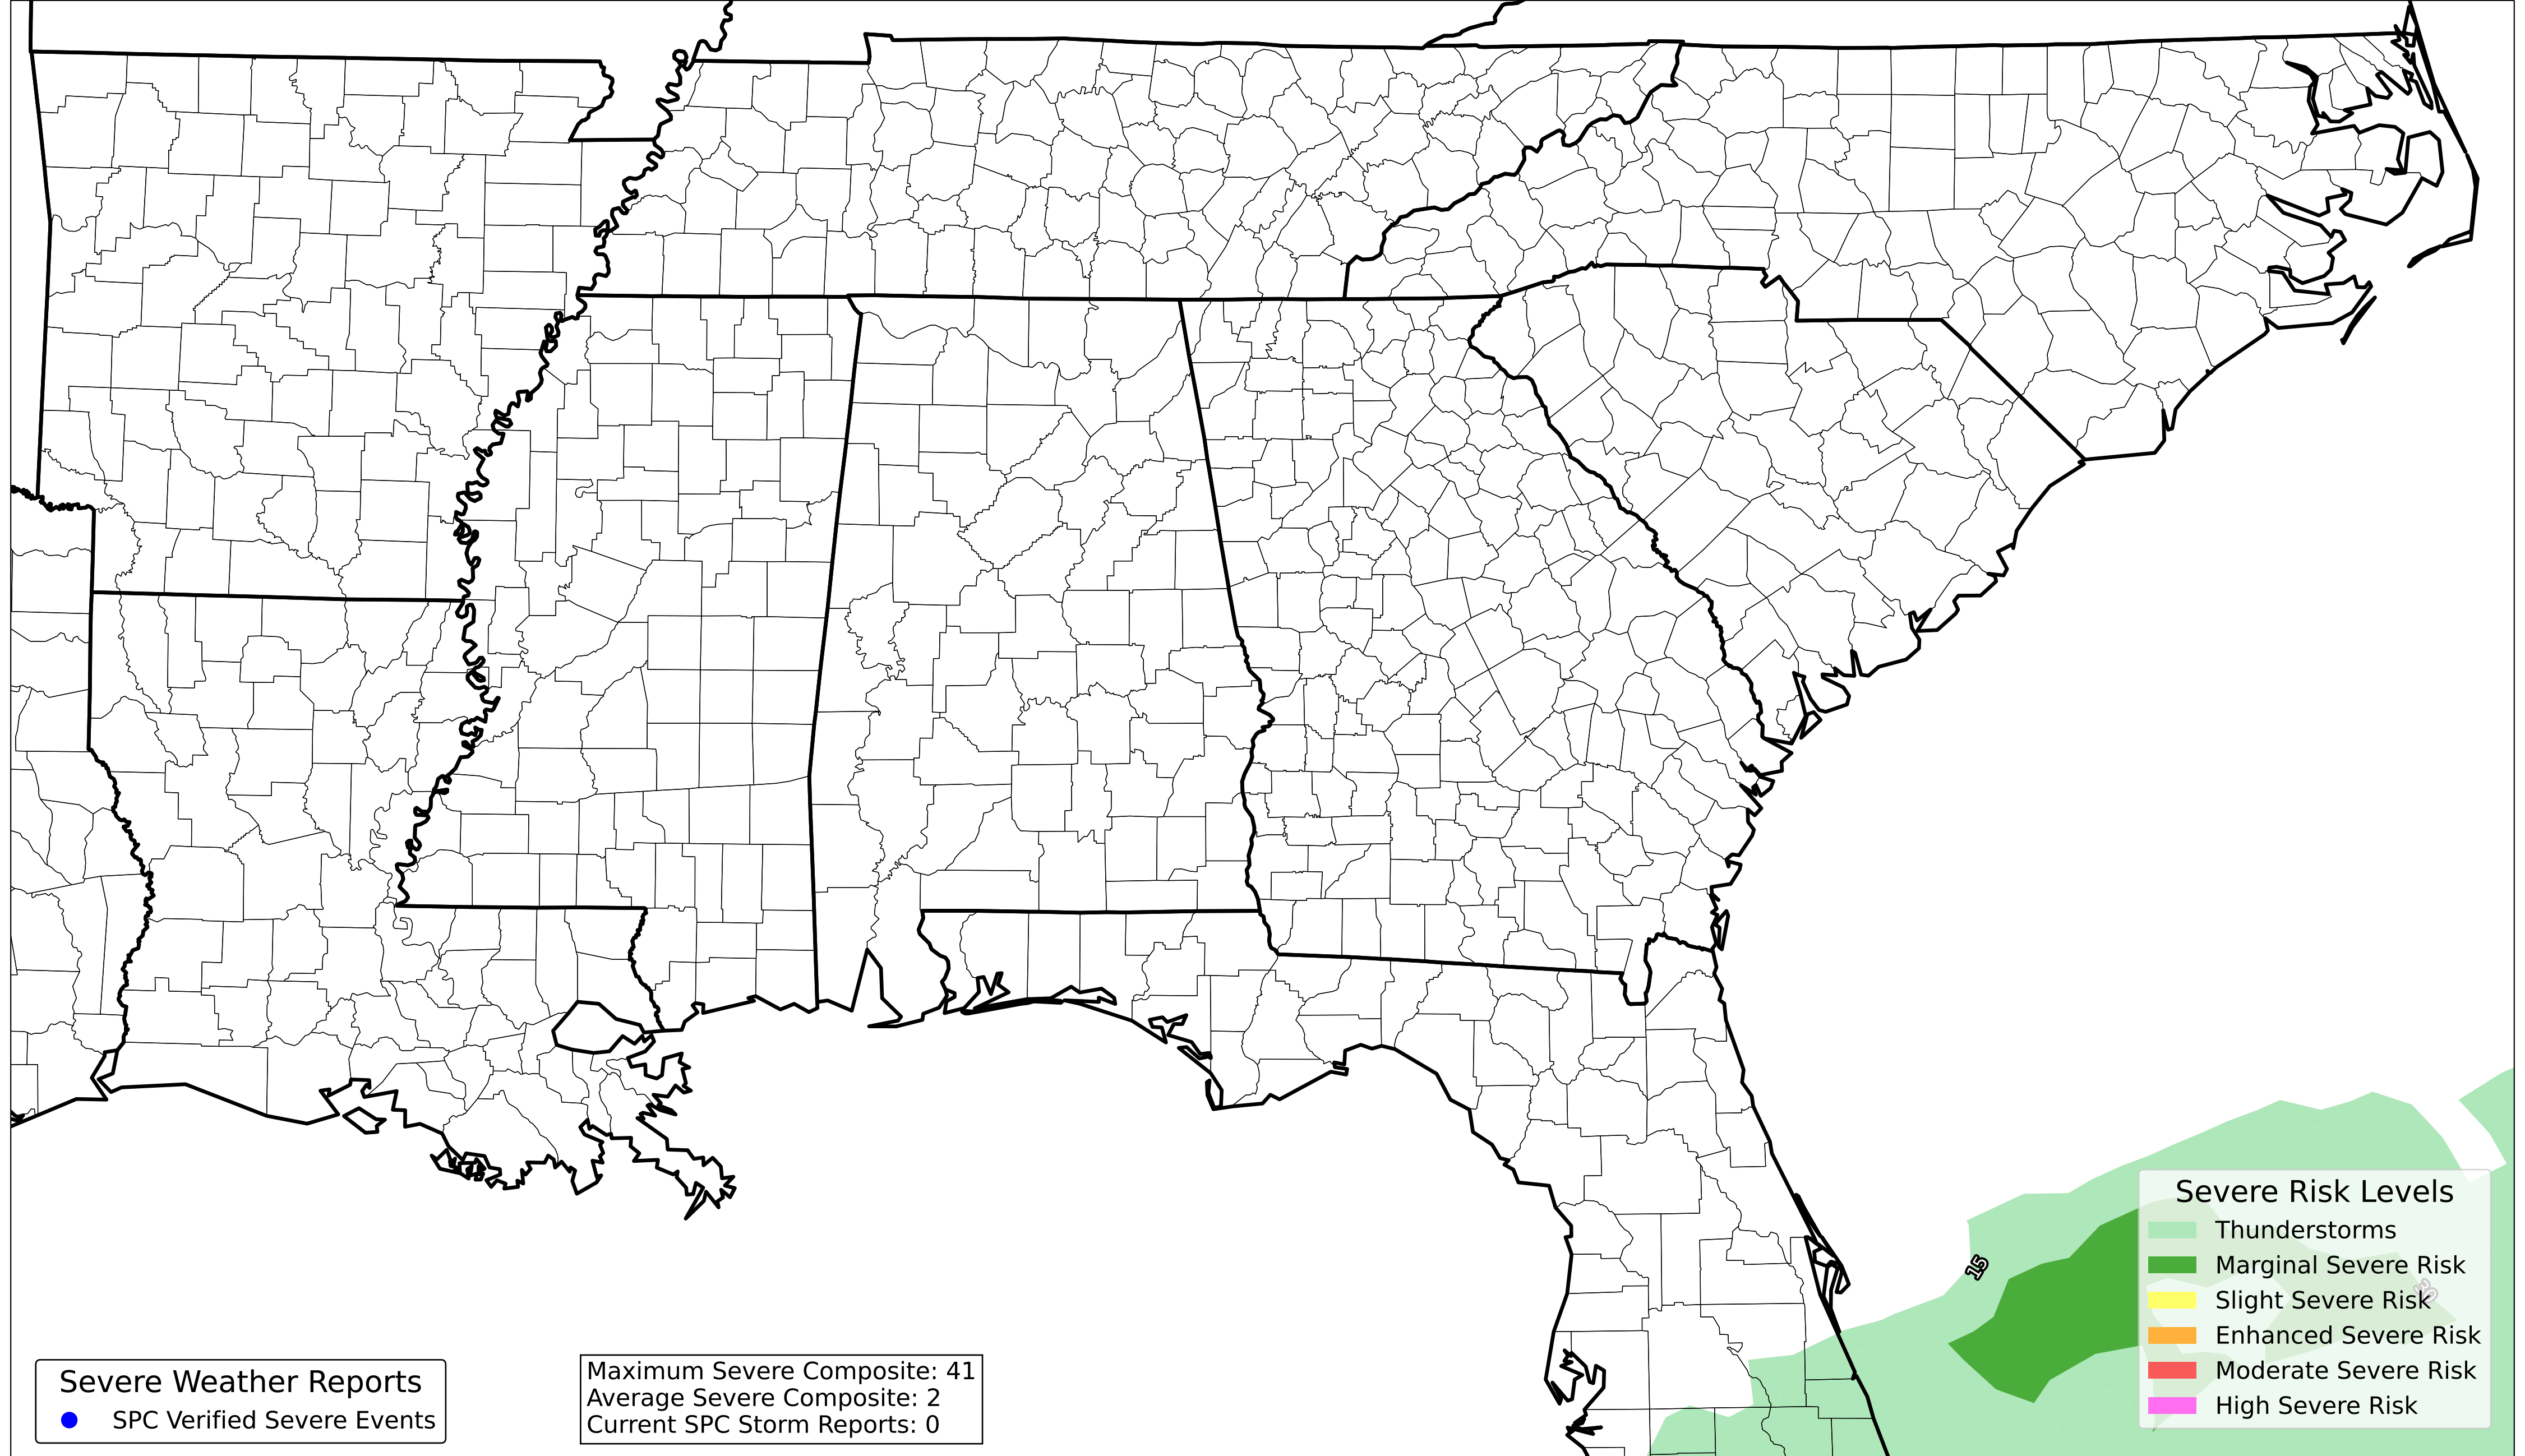 15
Severe Risk Levels
Thunderstorms
Marginal Severe Risk
Slight Severe Risk
Enhanced Severe Risk
Moderate Severe Risk
High Severe Risk
Severe Weather Reports
SPC Verified Severe Events
Maximum Severe Composite: 41
Average Severe Composite: 2
Current SPC Storm Reports: 0